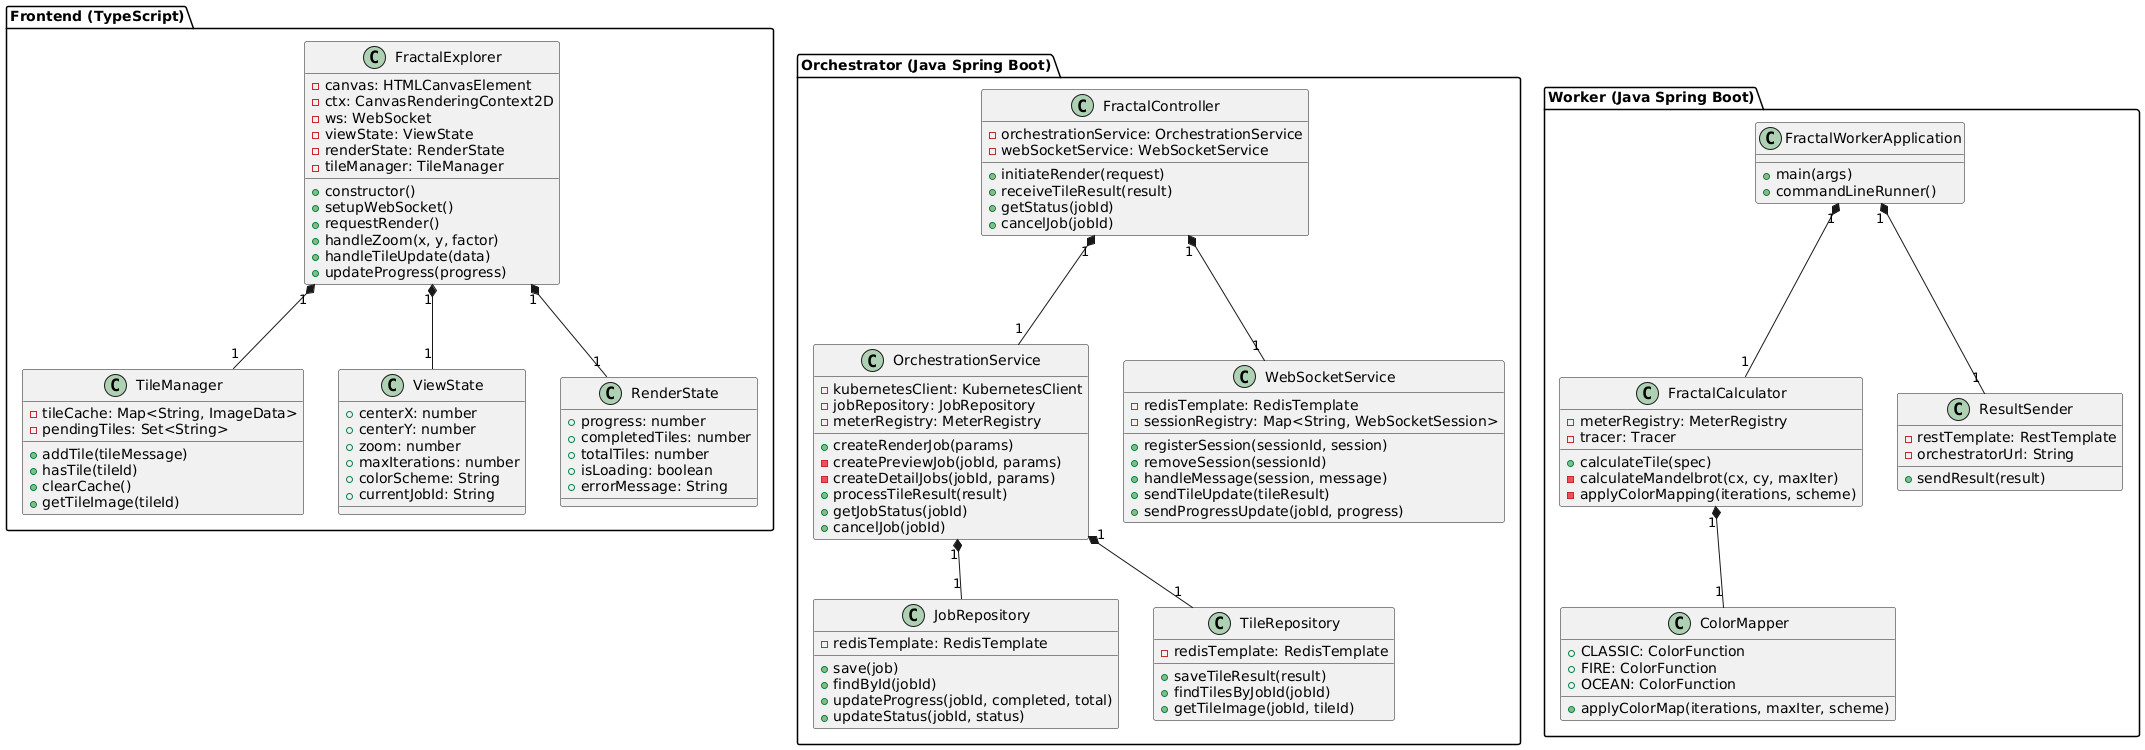 Frontend (TypeScript)
C FractalExplorer
canvas: HTMLCanvasElement
ctx: CanvasRenderingContext2D
ws: WebSocket
viewState: ViewState
renderState: RenderState
tileManager: TileManager
constructor()
setupWebSocket()
requestRender()
handleZoom(x, y, factor)
handleTileUpdate(data)
updateProgress(progress)
1
1
1
1
1
1
C TileManager
tileCache: Map<String, ImageData>
pendingTiles: Set<String>
addTile(tileMessage)
hasTile(tileId)
clearCache()
getTileImage(tileId)
C ViewState
centerX: number
centerY: number
zoom: number
maxIterations: number
colorScheme: String
currentJobId: String
C RenderState
progress: number
completedTiles: number
totalTiles: number
isLoading: boolean
errorMessage: String
Orchestrator (Java Spring Boot)
C FractalController
orchestrationService: OrchestrationService
webSocketService: WebSocketService
initiateRender(request)
receiveTileResult(result)
getStatus(jobId)
cancelJob(jobId)
1
1
1
1
C OrchestrationService
kubernetesClient: KubernetesClient
jobRepository: JobRepository
meterRegistry: MeterRegistry
createRenderJob(params)
createPreviewJob(jobId, params)
createDetailJobs(jobId, params)
processTileResult(result)
getJobStatus(jobId)
cancelJob(jobId)
C WebSocketService
redisTemplate: RedisTemplate
sessionRegistry: Map<String, WebSocketSession>
registerSession(sessionId, session)
removeSession(sessionId)
handleMessage(session, message)
sendTileUpdate(tileResult)
sendProgressUpdate(jobId, progress)
1
1
1
1
C JobRepository
redisTemplate: RedisTemplate
save(job)
findById(jobId)
updateProgress(jobId, completed, total)
updateStatus(jobId, status)
C TileRepository
redisTemplate: RedisTemplate
saveTileResult(result)
findTilesByJobId(jobId)
getTileImage(jobId, tileId)
Worker (Java Spring Boot)
C FractalWorkerApplication
main(args)
commandLineRunner()
1
1
1
1
C FractalCalculator
meterRegistry: MeterRegistry
tracer: Tracer
calculateTile(spec)
calculateMandelbrot(cx, cy, maxIter)
applyColorMapping(iterations, scheme)
C ResultSender
restTemplate: RestTemplate
orchestratorUrl: String
sendResult(result)
1
1
C ColorMapper
CLASSIC: ColorFunction
FIRE: ColorFunction
OCEAN: ColorFunction
applyColorMap(iterations, maxIter, scheme)